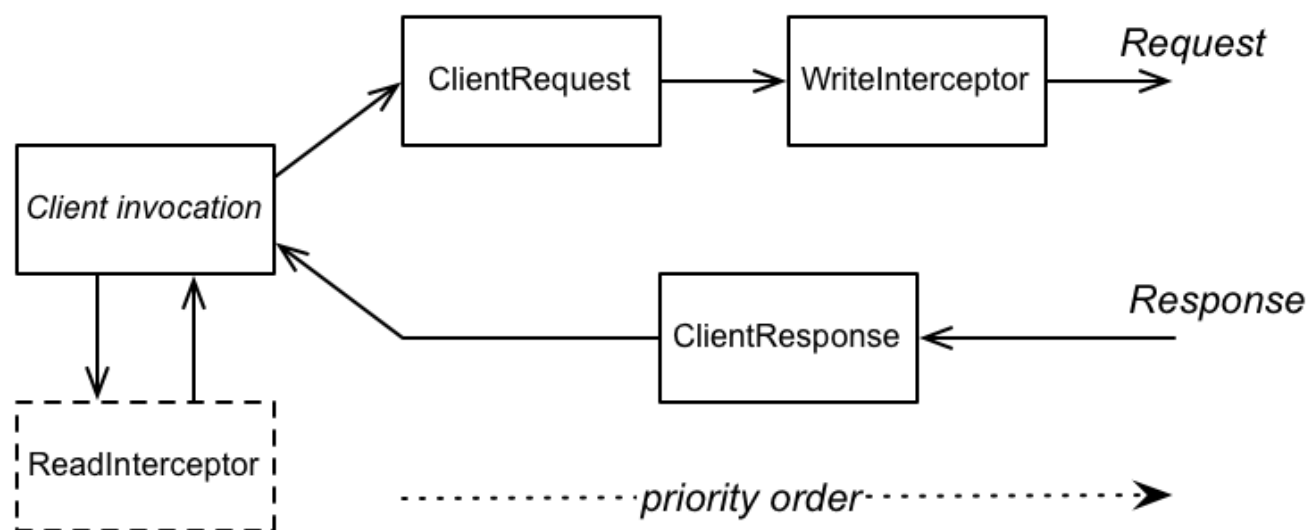 Request
ClientRequest
WriteInterceptor
Client invocation
Response
ClientResponse
ReadInterceptor
priority order